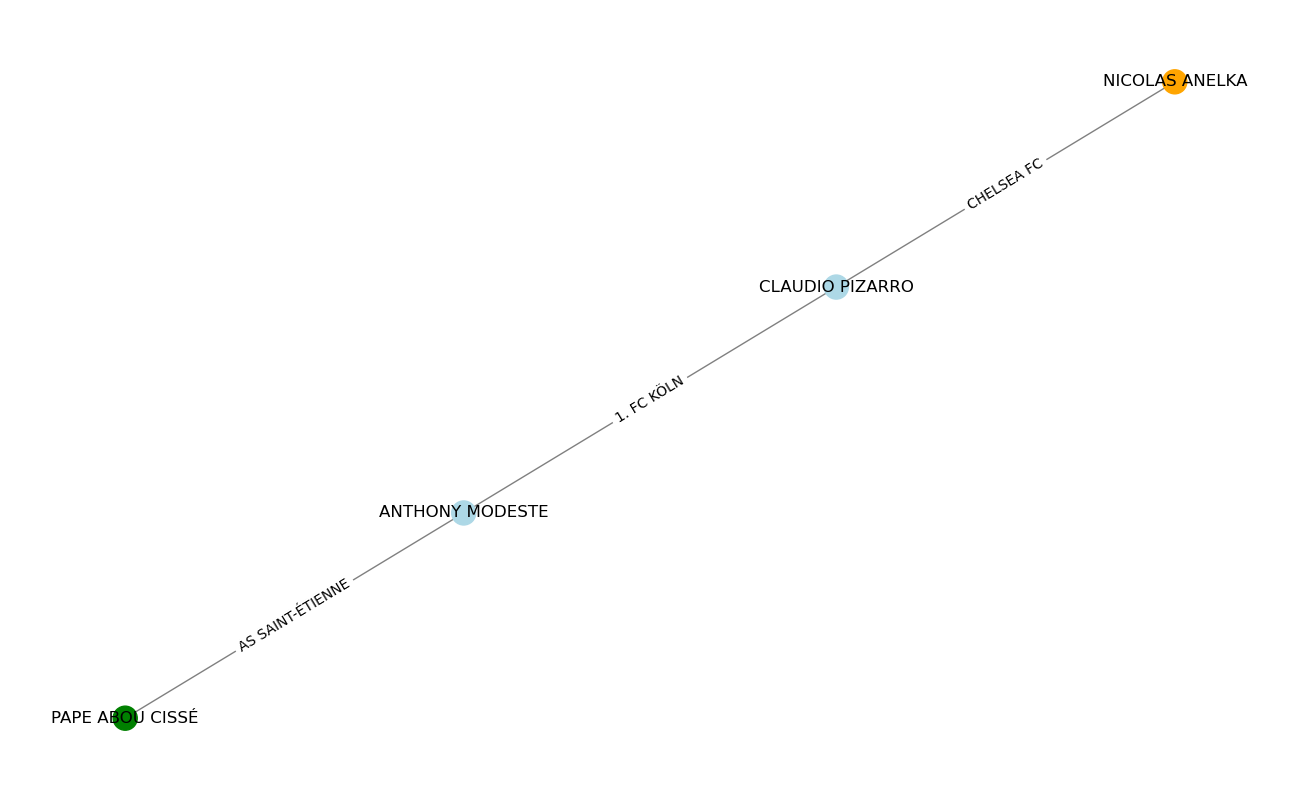 NICOLAS ANELKA
CHELSEA FC
CLAUDIO PIZARRO
1. FC KÖLN
ANTHONY MODESTE
AS SAINT-ÉTIENNE
PAPE ABOU CISSÉ